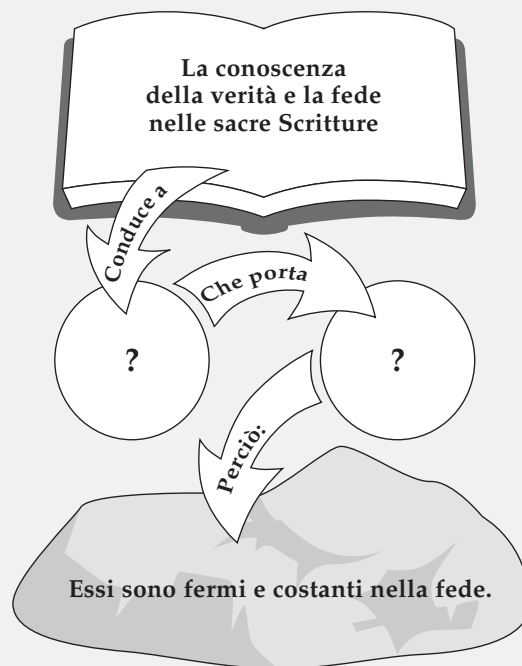 La conoscenza
della verità e la fede
nelle sacre Scritture
Conduce a
Che porta
?
?
Perciò:
Essi sono fermi e costanti nella fede.